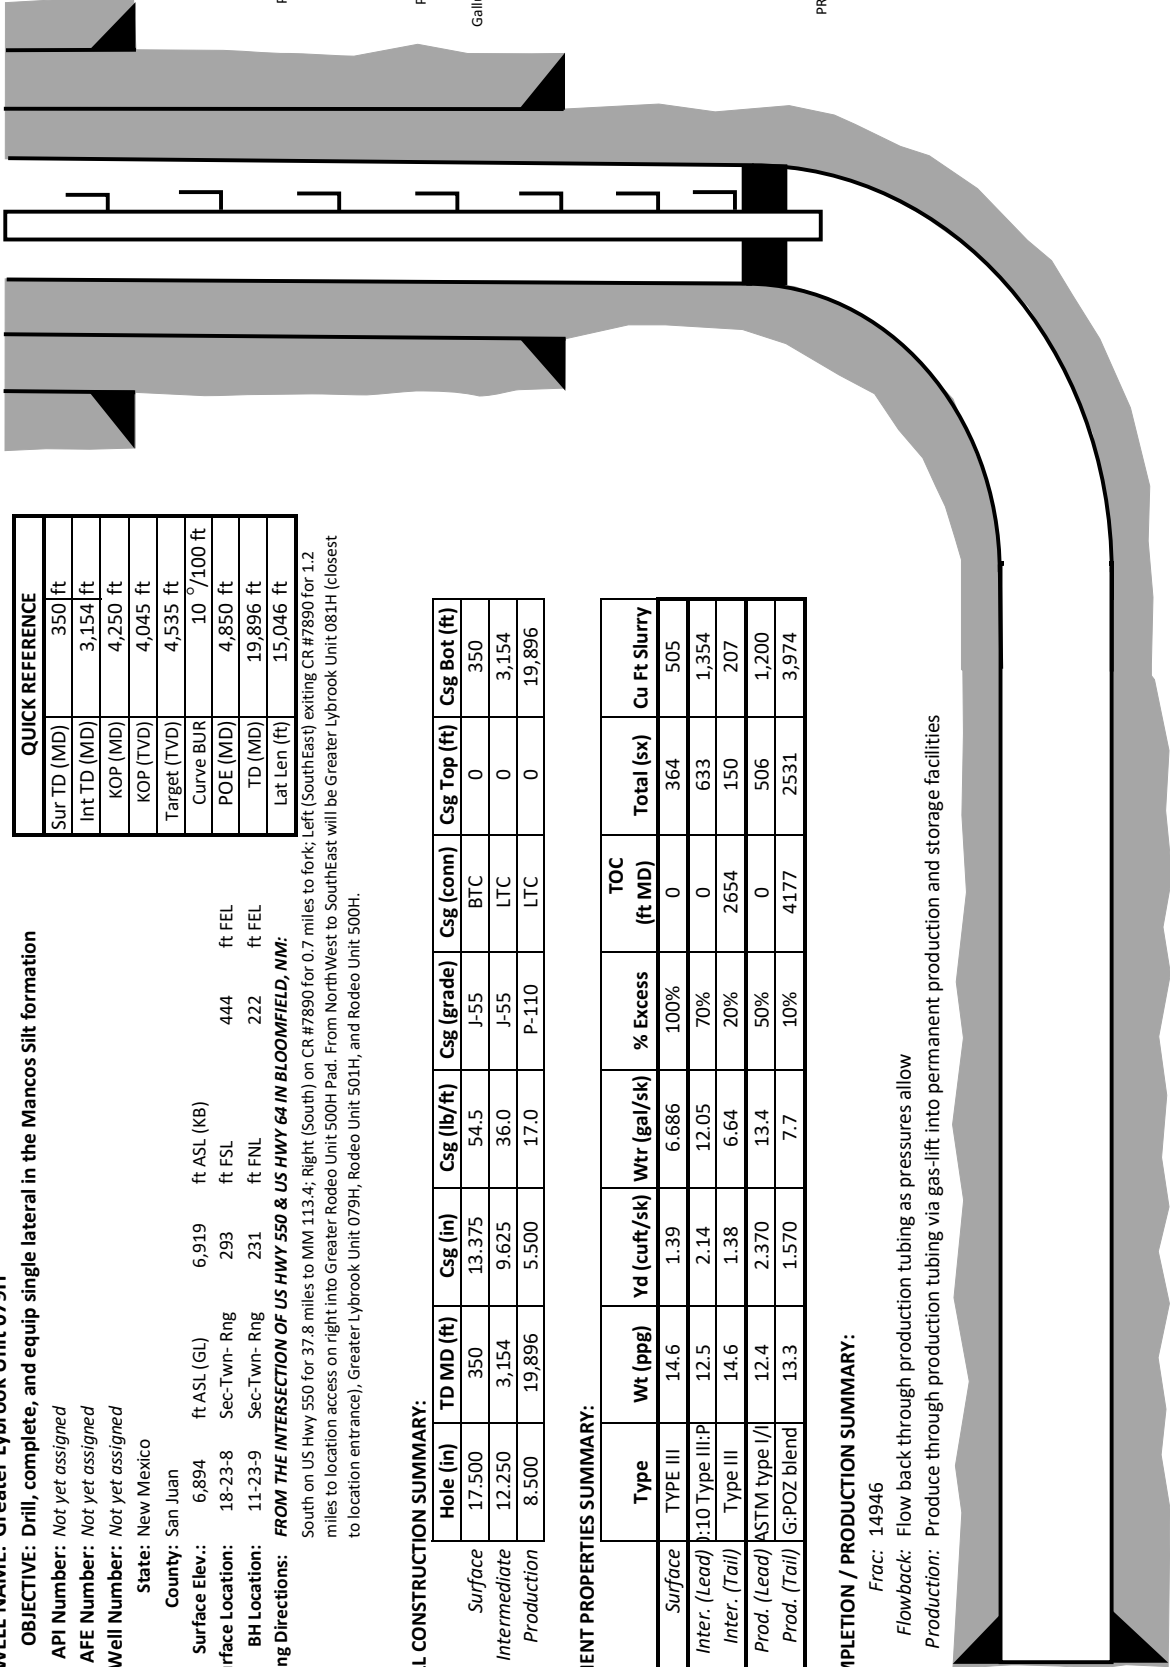 WELL NAME: Greater Lybrook Unit 079H
OBJECTIVE: Drill, complete, and equip single lateral in the Mancos Silt formation
API Number: Not yet assigned
AFE Number: Not yet assigned
Well Number: Not yet assigned
State: New Mexico
County: San Juan
Surface Elev.: 6,894 ft ASL (GL) 6,919 ft ASL (KB)
rface Location: 18-23-8 Sec-Twn- Rng 293 ft FSL 444 ft FEL
BH Location: 11-23-9 Sec-Twn- Rng 231 ft FNL 222 ft FEL
ng Directions: FROM THE INTERSECTION OF US HWY 550 & US HWY 64 IN BLOOMFIELD, NM:
South on US Hwy 550 for 37.8 miles to MM 113.4; Right (South) on CR #7890 for 0.7 miles to fork; Left (SouthEast) exiting CR #7890 for 1.2
miles to location access on right into Greater Rodeo Unit 500H Pad. From NorthWest to SouthEast will be Greater Lybrook Unit 081H (closest
to location entrance), Greater Lybrook Unit 079H, Rodeo Unit 501H, and Rodeo Unit 500H.
QUICK REFERENCE
Sur TD (MD) 350 ft
Int TD (MD) 3,154 ft
KOP (MD) 4,250 ft
KOP (TVD) 4,045 ft
Target (TVD) 4,535 ft
Curve BUR 10 °/100 ft
POE (MD) 4,850 ft
TD (MD) 19,896 ft
Lat Len (ft) 15,046 ft
L CONSTRUCTION SUMMARY:
Hole (in) TD MD (ft) Csg (in) Csg (lb/ft) Csg (grade) Csg (conn) Csg Top (ft) Csg Bot (ft)
Surface 17.500 350 13.375 54.5 J-55 BTC 0 350
Intermediate 12.250 3,154 9.625 36.0 J-55 LTC 0 3,154
Production 8.500 19,896 5.500 17.0 P-110 LTC 0 19,896
MENT PROPERTIES SUMMARY:
Type Wt (ppg) Yd (cuft/sk) Wtr (gal/sk) % Excess TOC (ft MD) Total (sx) Cu Ft Slurry
Surface TYPE III 14.6 1.39 6.686 100% 0 364 505
Inter. (Lead) :10 Type III:P 12.5 2.14 12.05 70% 0 633 1,354
Inter. (Tail) Type III 14.6 1.38 6.64 20% 2654 150 207
Prod. (Lead) ASTM type I/I 12.4 2.370 13.4 50% 0 506 1,200
Prod. (Tail) G:POZ blend 13.3 1.570 7.7 10% 4177 2531 3,974
MPLETION / PRODUCTION SUMMARY:
Frac: 14946
Flowback: Flow back through production tubing as pressures allow
Production: Produce through production tubing via gas-lift into permanent production and storage facilities
Gallu
PR